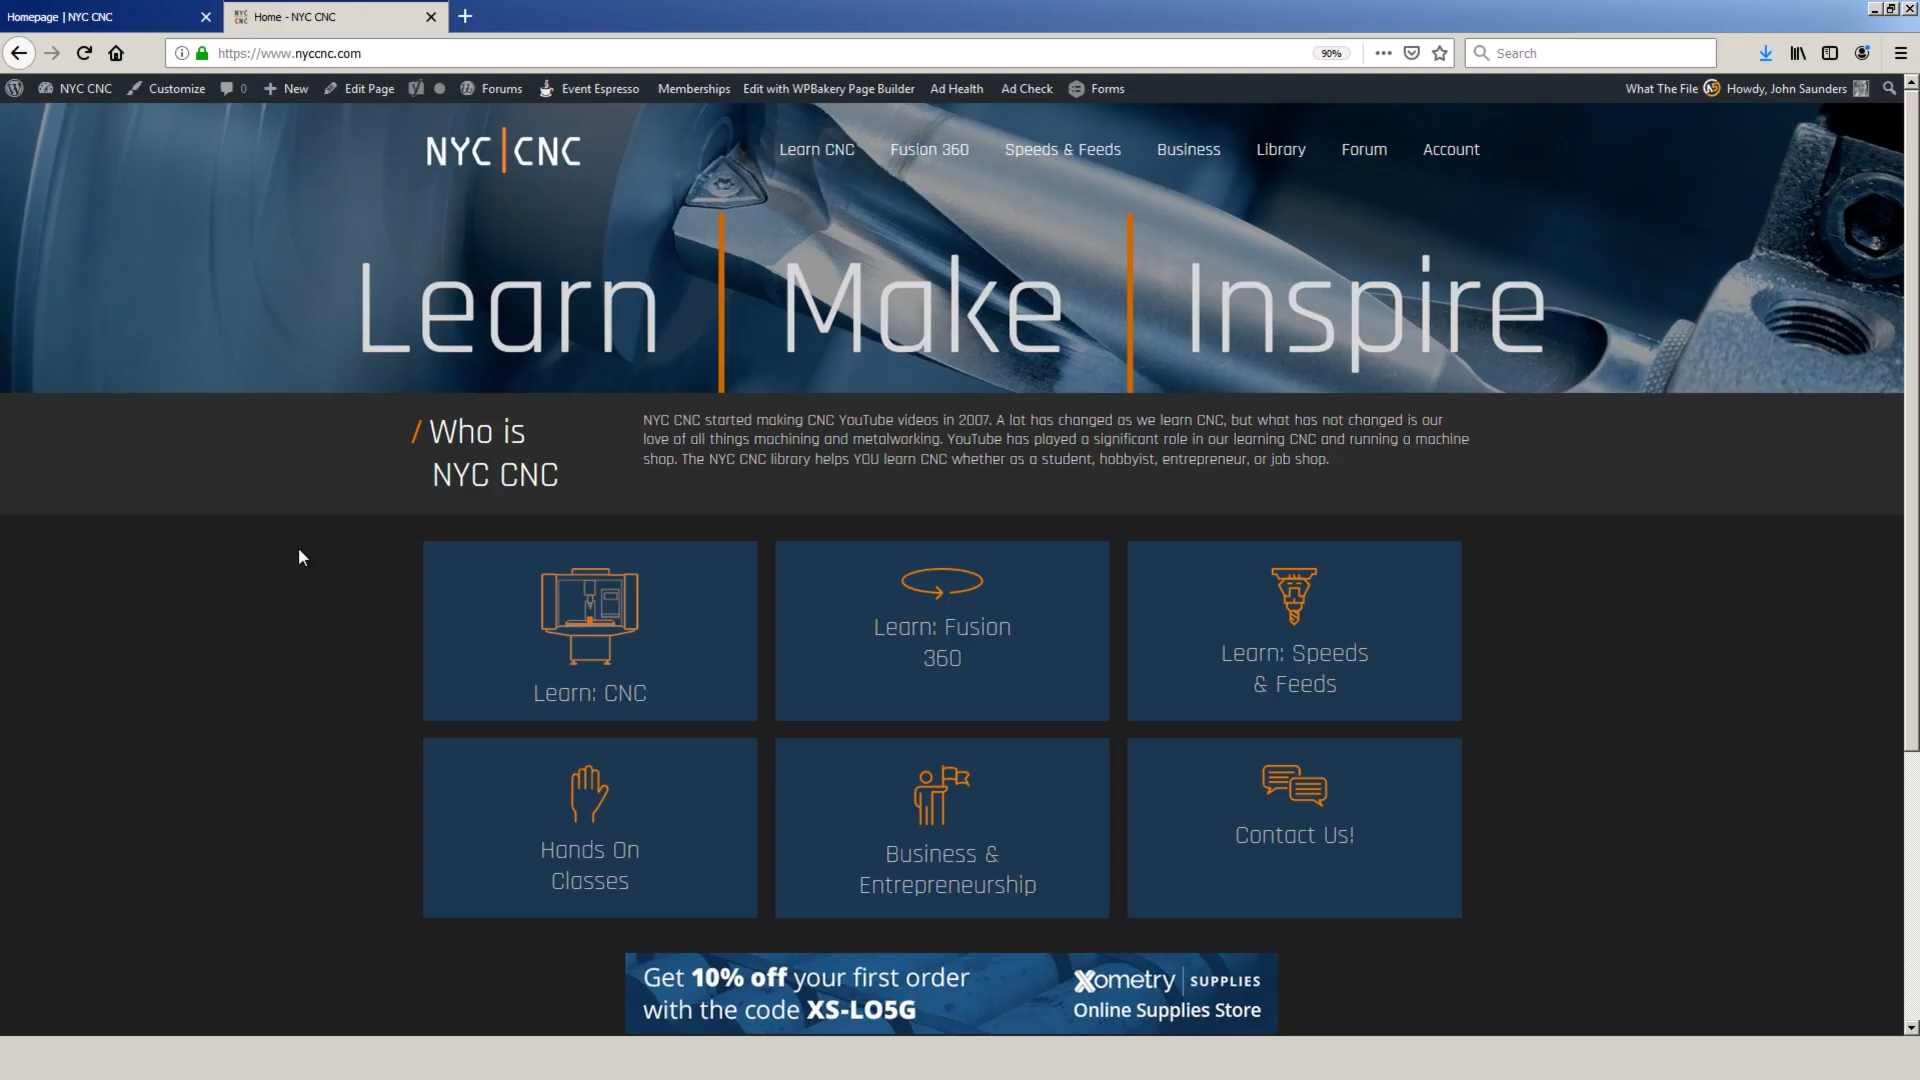 Homepage | NYC CNC
Home - NYC CNC
https://www.nyccnc.com
90%
Search
NYC CNC
Customize
0
New
Edit Page
Forums
Event Espresso
Memberships
Edit with WPBakery Page Builder
Ad Health
Ad Check
Forms
What The File
Howdy, John Saunders
NYC|CNC
Learn CNC
Fusion 360
Speeds & Feeds
Business
Library
Forum
Account
Learn | Make | Inspire
/ Who is
NYC CNC
NYC CNC started making CNC YouTube videos in 2007. A lot has changed as we learn CNC, but what has not changed is our
love of all things machining and metalworking. YouTube has played a significant role in our learning CNC and running a machine
shop. The NYC CNC library helps YOU learn CNC whether as a student, hobbyist, entrepreneur, or job shop.
Learn: CNC
Learn: Fusion
360
Learn: Speeds
& Feeds
Hands On
Classes
Business &
Entrepreneurship
Contact Us!
Get 10% off your first order
with the code XS-LO5G
Xometry | SUPPLIES
Online Supplies Store